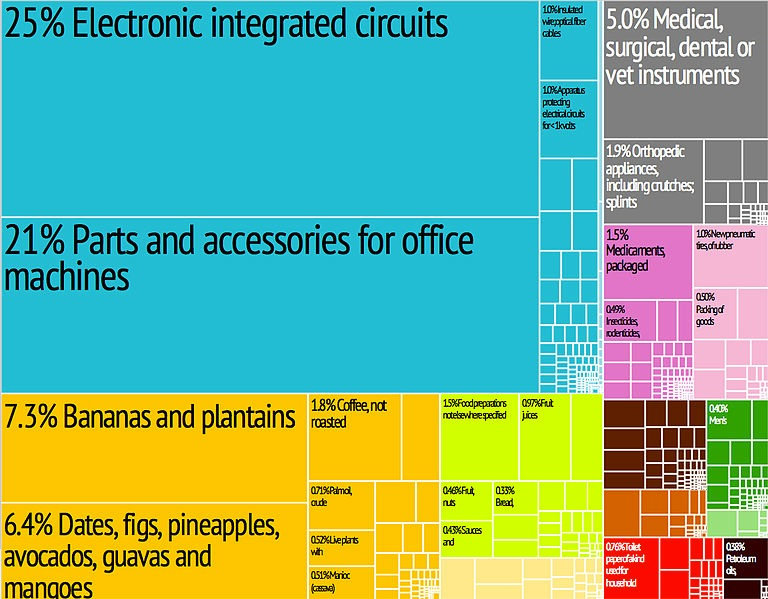 25% Electronic integrated circuits
21% Parts and accessories for office
machines
1.0%Insulated
wire;optical fiber
cables
1.0%Apparatus
protecting
electrical circuits
for <1kvolts
5.0% Medical,
surgical, dental or
vet instruments
1.9% Orthopedic
appliances,
including crutches;
splints
1.5%
Medicaments,
packaged
1.0%New pneumatic
tires, of rubber
0.49%
Insecticides,
rodenticides,
0.50%
Packing of
goods
7.3% Bananas and plantains
6.4% Dates, figs, pineapples,
avocados, guavas and
mangoes
1.8% Coffee, not
roasted
0.71%Palm oil,
crude
0.52%Live plants
with
0.51%Manioc
(cassava)
1.5%Food preparations
not elsewhere specified
0.97%Fruit
juices
0.46%Fruit,
nuts
0.33%
Bread,
0.43%Sauces
and
0.40%
Men's
0.76%Toilet
paper of a kind
used for
household
0.38%
Petroleum
oils,